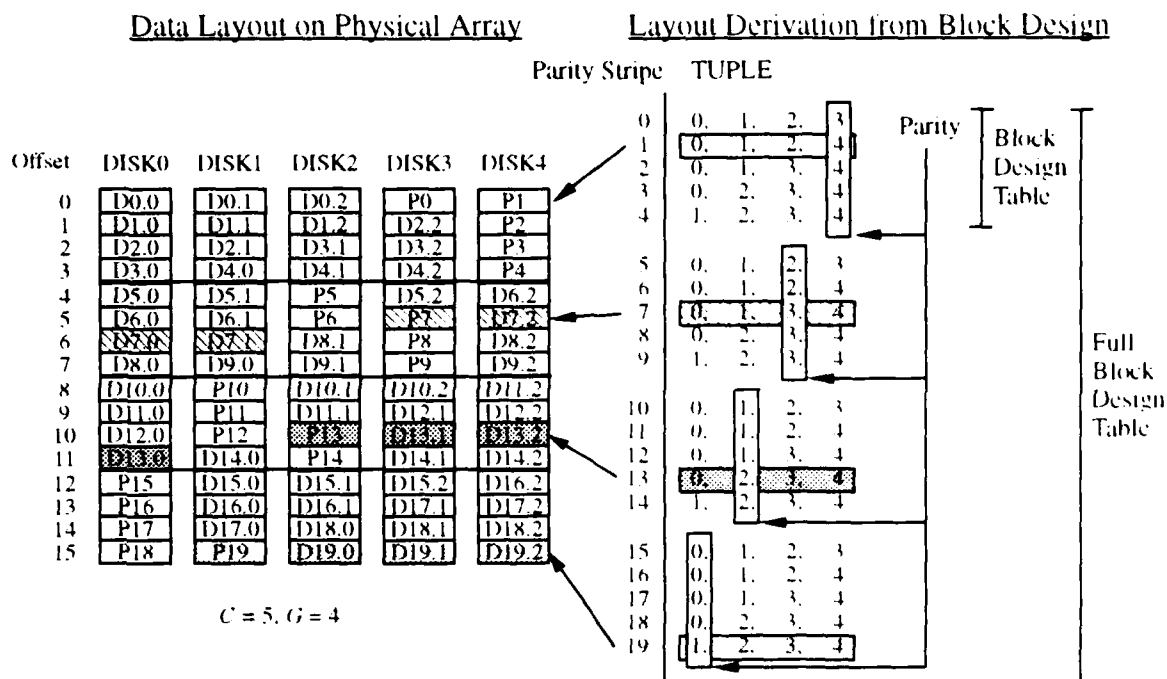 Data Layout on Physical Array
Offset DISK0 DISK1 DISK2 DISK3 DISK4
0 D0.0 D0.1 D0.2 P0 P1
1 D1.0 D1.1 D1.2 D2.2 P2
2 D2.0 D2.1 D3.1 D3.2 P3
3 D3.0 D4.0 D4.1 D4.2 P4
4 D5.0 D5.1 P5 D5.2 D6.2
5 D6.0 D6.1 P6 P7 D7.2
6 D7.0 D7.1 D8.1 P8 D8.2
7 D8.0 D9.0 D9.1 P9 D9.2
8 D10.0 P10 D10.1 D10.2 D11.2
9 D11.0 P11 D11.1 D12.1 D12.2
10 D12.0 P12 P13 D13.1 D13.2
11 D13.0 D14.0 P14 D14.1 D14.2
12 P15 D15.0 D15.1 D15.2 D16.2
13 P16 D16.0 D16.1 D17.1 D17.2
14 P17 D17.0 D18.0 D18.1 D18.2
15 P18 P19 D19.0 D19.1 D19.2
C = 5, G = 4
Layout Derivation from Block Design
Parity Stripe TUPLE
0 0. 1. 2. 3
1 0. 1. 2. 4
2 0. 1. 3. 4
3 0. 2. 3. 4
4 1. 2. 3. 4
5 0. 1. 2. 3
6 0. 1. 2. 4
7 0. 1. 3. 4
8 0. 2. 3. 4
9 1. 2. 3. 4
10 0. 1. 2. 3
11 0. 1. 2. 4
12 0. 1. 3. 4
13 0. 2. 3. 4
14 1. 2. 3. 4
15 0. 1. 2. 3
16 0. 1. 2. 4
17 0. 1. 3. 4
18 0. 2. 3. 4
19 1. 2. 3. 4
Parity
Block
Design
Table
Full
Block
Design
Table